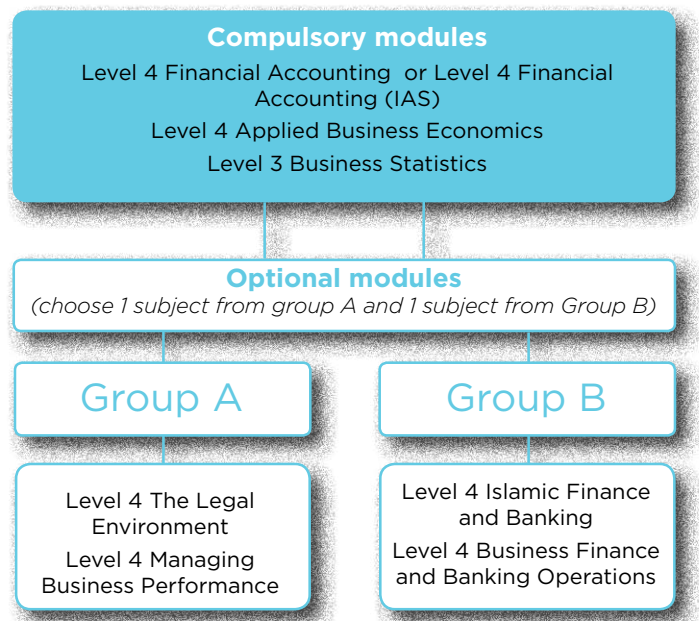 Compulsory modules
Level 4 Financial Accounting or Level 4 Financial
Accounting (IAS)
Level 4 Applied Business Economics
Level 3 Business Statistics
Optional modules
(choose 1 subject from group A and 1 subject from Group B)
Group A
Group B
Level 4 The Legal
Environment
Level 4 Managing
Business Performance
Level 4 Islamic Finance
and Banking
Level 4 Business Finance
and Banking Operations